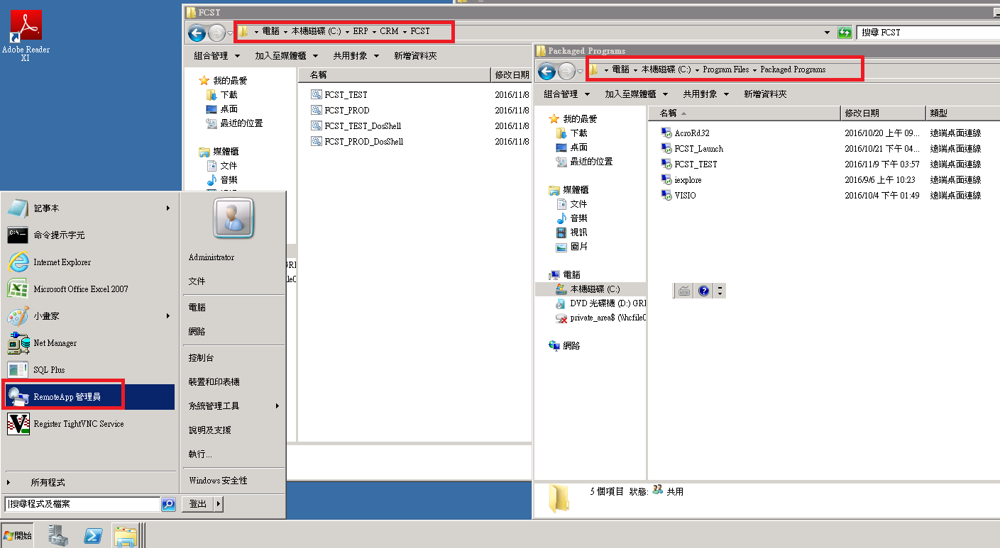 Adobe Reader
XI
FCST
電腦 本機磁碟 (C:) ERP CRM FCST
搜尋 FCST
組合管理 加入至媒體櫃 共用對象 新增資料夾
我的最愛
下載
桌面
最近的位置
媒體櫃
文件
音樂
名稱 修改日期
FCST_TEST 2016/11/8
FCST_PROD 2016/11/8
FCST_TEST_DosShell 2016/11/8
FCST_PROD_DosShell 2016/11/8
Packaged Programs
電腦 本機磁碟 (C:) Program Files Packaged Programs
組合管理 加入至媒體櫃 共用對象 新增資料夾
我的最愛
下載
桌面
最近的位置
媒體櫃
文件
音樂
視訊
圖片
電腦
本機磁碟 (C:)
DVD 光碟機 (D:) GRI
private_area$ (\\hcfile0
網路
名稱 修改日期 類型
AcroRd32 2016/10/20 上午 09... 遠端桌面連線
FCST_Launch 2016/10/21 下午 04... 遠端桌面連線
FCST_TEST 2016/11/9 下午 03:57 遠端桌面連線
iexplore 2016/9/6 上午 10:23 遠端桌面連線
VISIO 2016/10/4 下午 01:49 遠端桌面連線
5 個項目 狀態: 共用
記事本
命令提示字元
Internet Explorer
Microsoft Office Excel 2007
小畫家
Net Manager
SQL Plus
RemoteApp 管理員
Register TightVNC Service
所有程式
搜尋程式及檔案
Administrator
文件
電腦
網路
控制台
裝置和印表機
系統管理工具
說明及支援
執行...
Windows 安全性
登出
開始